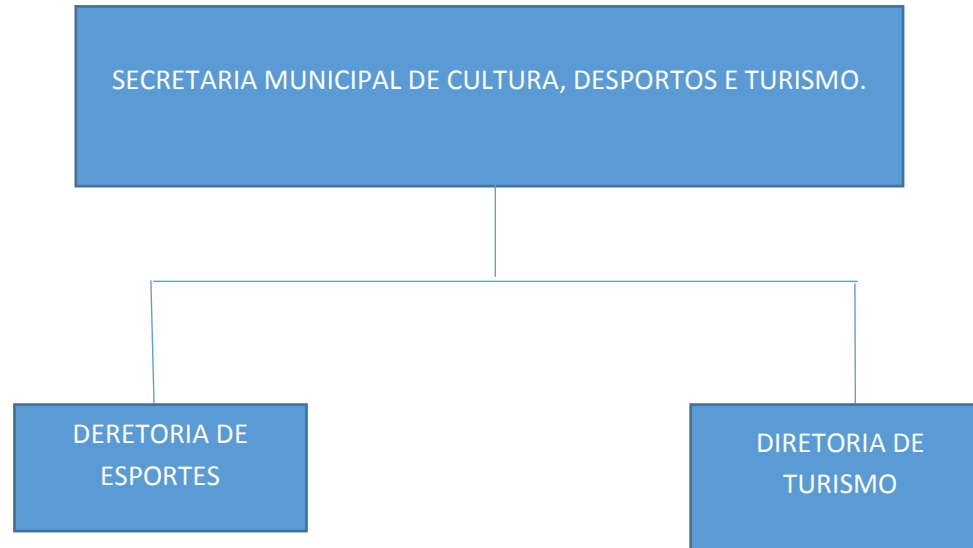 SECRETARIA MUNICIPAL DE CULTURA, DESPORTOS E TURISMO.
DERETORIA DE
ESPORTES
DIRETORIA DE
TURISMO